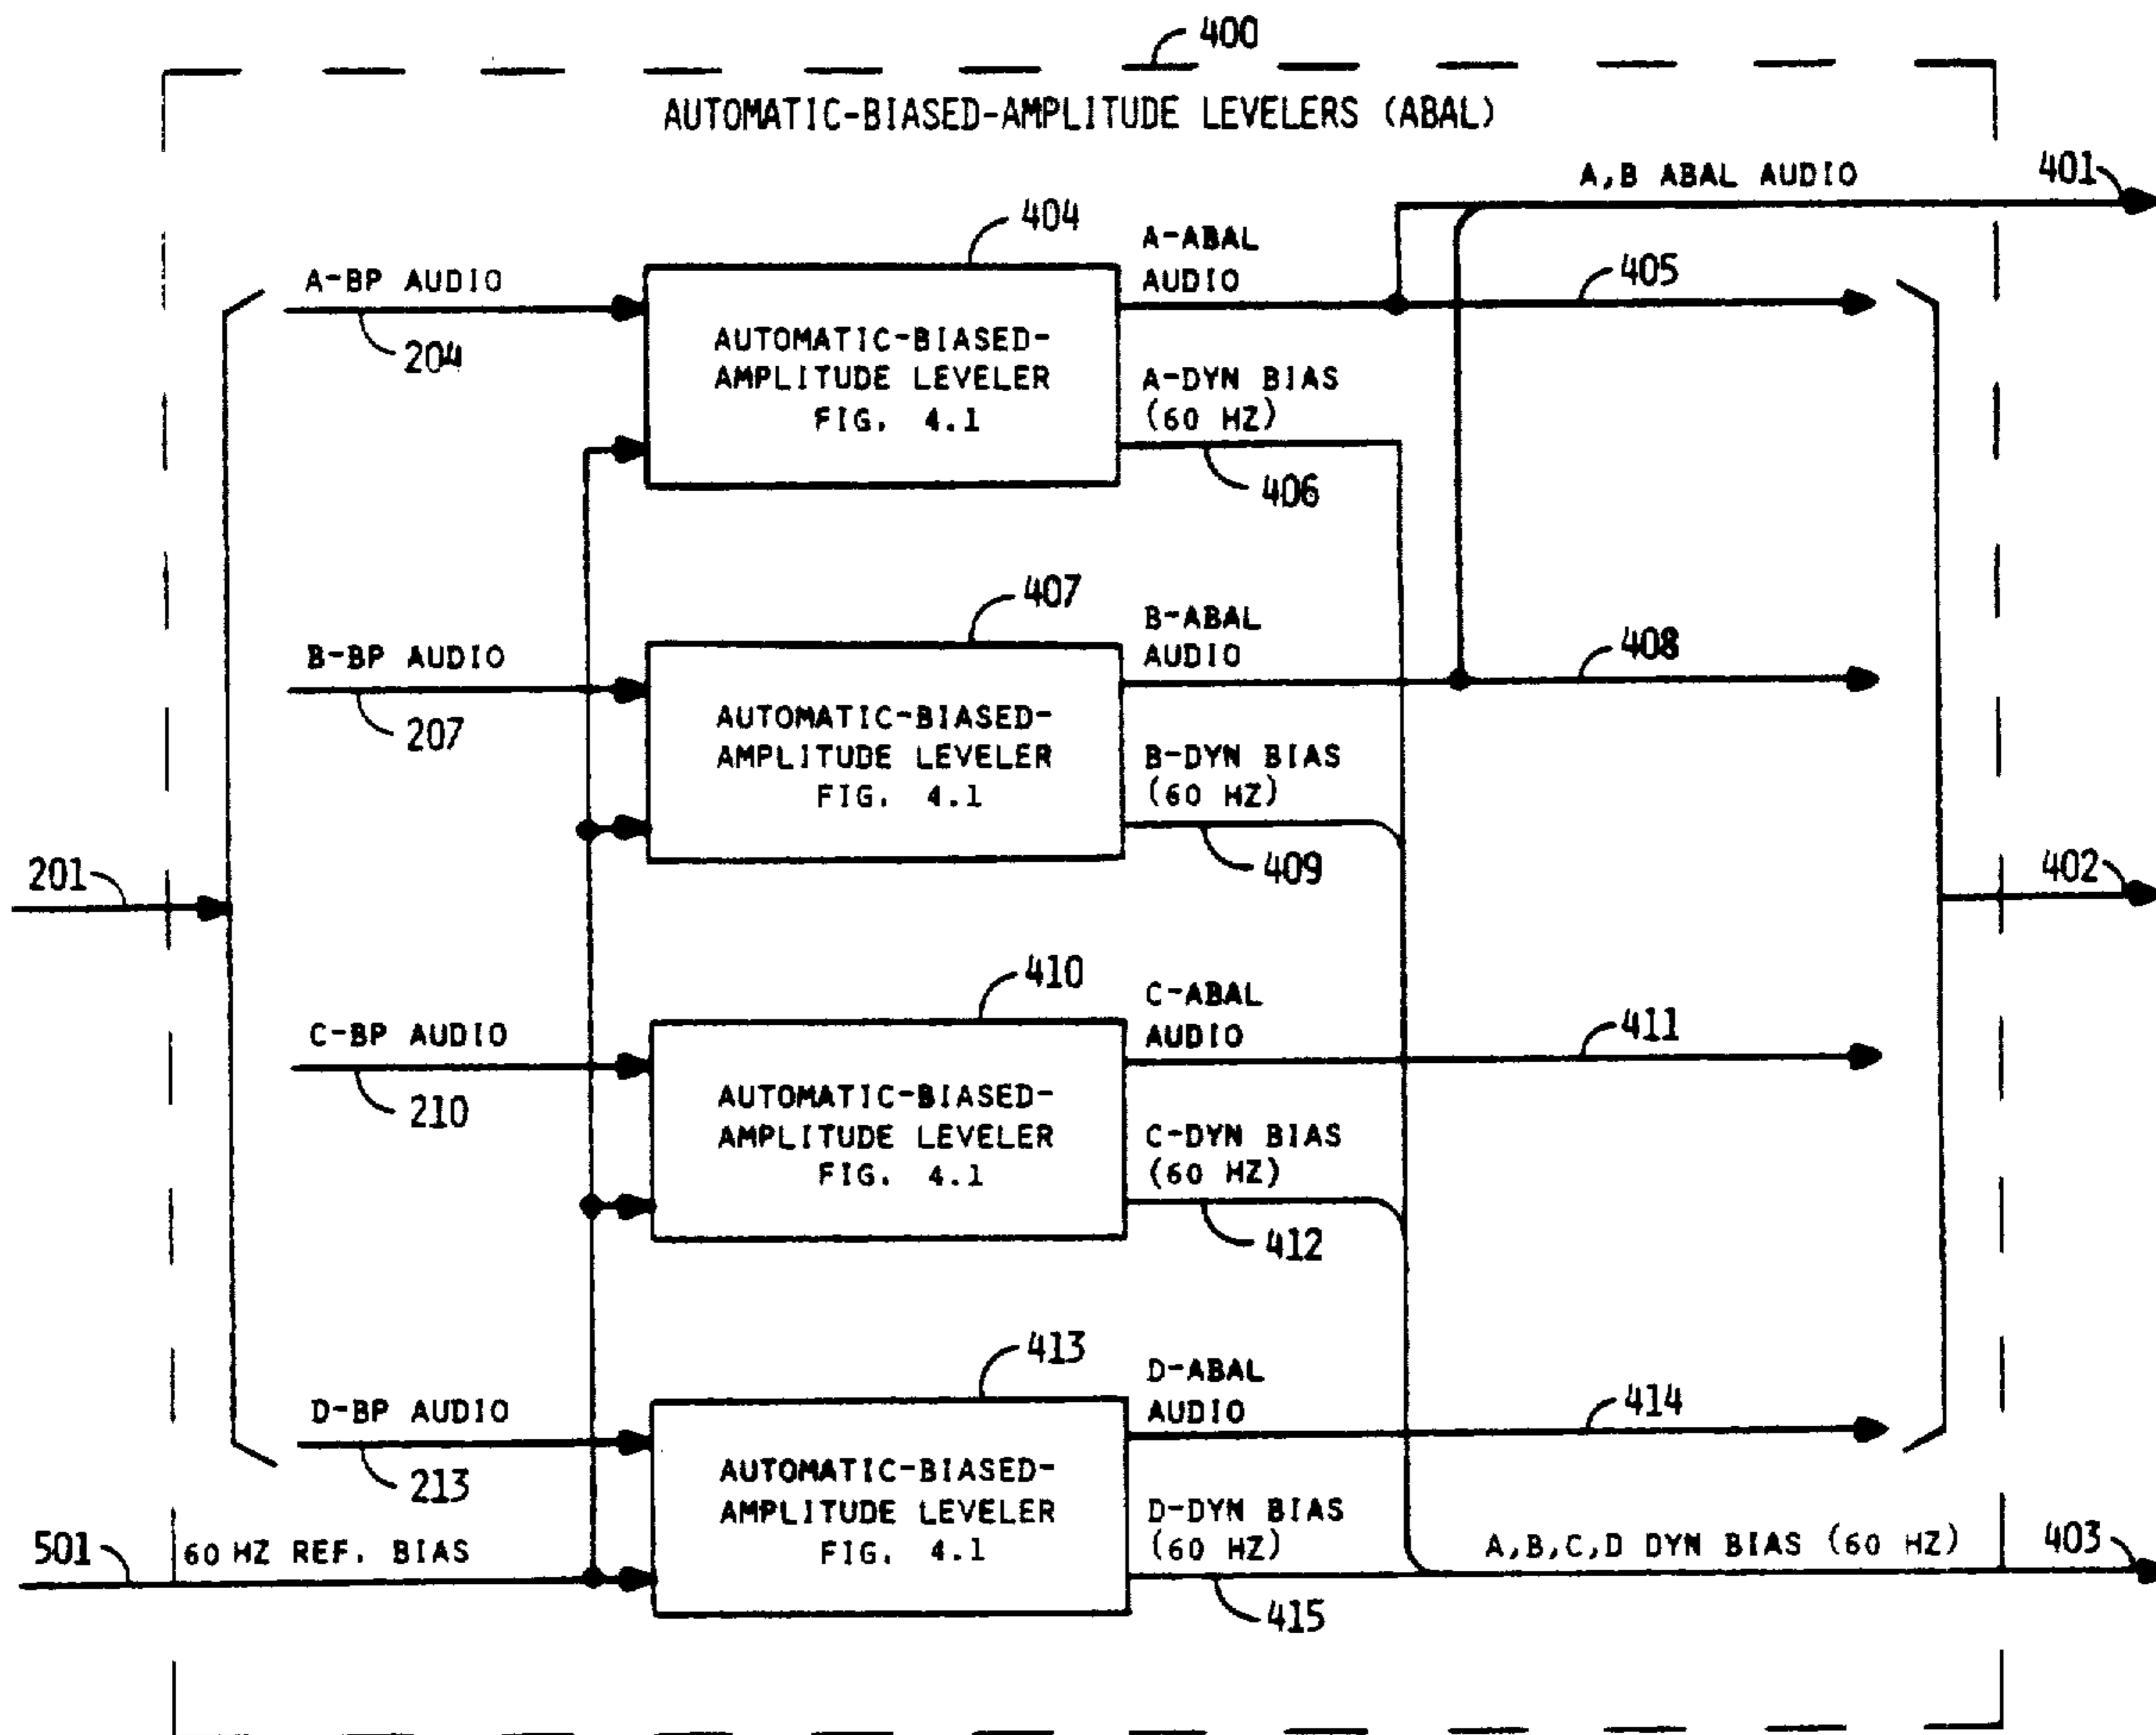 400
AUTOMATIC-BIASED-AMPLITUDE LEVELERS (ABAL)
A,B ABAL AUDIO
401
404
A-BP AUDIO
204
AUTOMATIC-BIASED-
AMPLITUDE LEVELER
FIG. 4.1
A-ABAL
AUDIO
405
A-DYN BIAS
(60 HZ)
406
407
B-BP AUDIO
207
AUTOMATIC-BIASED-
AMPLITUDE LEVELER
FIG. 4.1
B-ABAL
AUDIO
408
B-DYN BIAS
(60 HZ)
409
201
402
410
C-BP AUDIO
210
AUTOMATIC-BIASED-
AMPLITUDE LEVELER
FIG. 4.1
C-ABAL
AUDIO
411
C-DYN BIAS
(60 HZ)
412
413
D-BP AUDIO
213
AUTOMATIC-BIASED-
AMPLITUDE LEVELER
FIG. 4.1
D-ABAL
AUDIO
414
D-DYN BIAS
(60 HZ)
415
501
60 HZ REF. BIAS
A,B,C,D DYN BIAS (60 HZ)
403